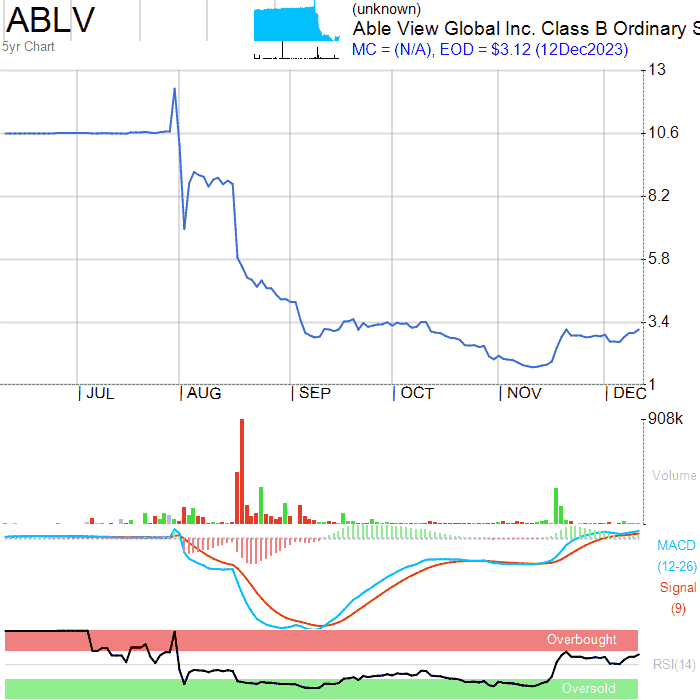 ABLV
(unknown)
Able View Global Inc. Class B Ordinary S
5yr Chart
MC = (N/A), EOD = $3.12 (12Dec2023)
13
10.6
8.2
5.8
3.4
1
JUL AUG SEP OCT NOV DEC
908k
Volume
MACD
(12-26)
Signal
(9)
Overbought
RSI(14)
Oversold